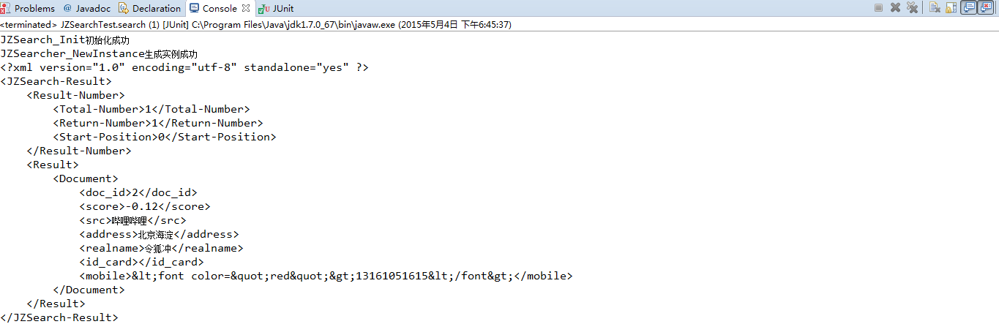 Problems @ Javadoc Declaration Console JUnit
<terminated> JZSearchTest.search (1) [JUnit] C:\Program Files\Java\jdk1.7.0_67\bin\javaw.exe (2015年5月4日 下午6:45:37)
JZSearch_Init初始化成功
JZSearcher_NewInstance生成实例成功
<?xml version="1.0" encoding="utf-8" standalone="yes" ?>
<JZSearch-Result>
    <Result-Number>
        <Total-Number>1</Total-Number>
        <Return-Number>1</Return-Number>
        <Start-Position>0</Start-Position>
    </Result-Number>
    <Result>
        <Document>
            <doc_id>2</doc_id>
            <score>-0.12</score>
            <src>哔哩哔哩</src>
            <address>北京海淀</address>
            <realname>令狐冲</realname>
            <id_card></id_card>
            <mobile>&lt;font color=&quot;red&quot;&gt;13161051615&lt;/font&gt;</mobile>
        </Document>
    </Result>
</JZSearch-Result>